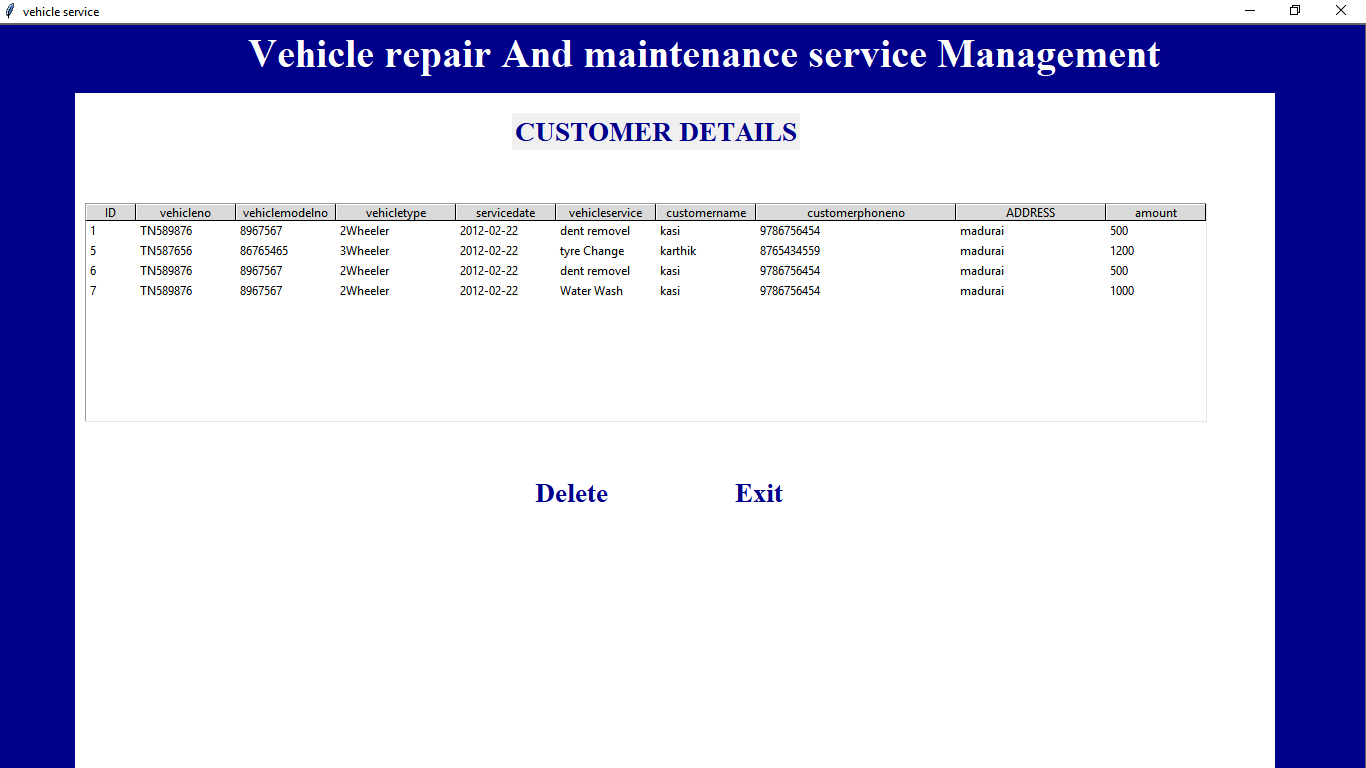 vehicle service
Vehicle repair And maintenance service Management
CUSTOMER DETAILS
ID vehicleno vehiclemodelno vehicletype servicedate vehicleservice customername customerphoneno ADDRESS amount
1 TN589876 8967567 2Wheeler 2012-02-22 dent removel kasi 9786756454 madurai 500
5 TN587656 86765465 3Wheeler 2012-02-22 tyre Change karthik 8765434559 madurai 1200
6 TN589876 8967567 2Wheeler 2012-02-22 dent removel kasi 9786756454 madurai 500
7 TN589876 8967567 2Wheeler 2012-02-22 Water Wash kasi 9786756454 madurai 1000
Delete Exit